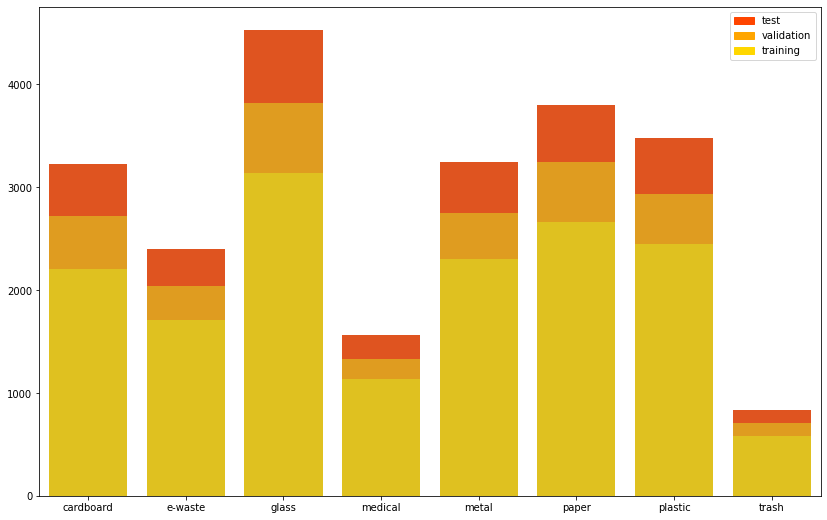 test
validation
training
4000
3000
2000
1000
0
cardboard e-waste glass medical metal paper plastic trash